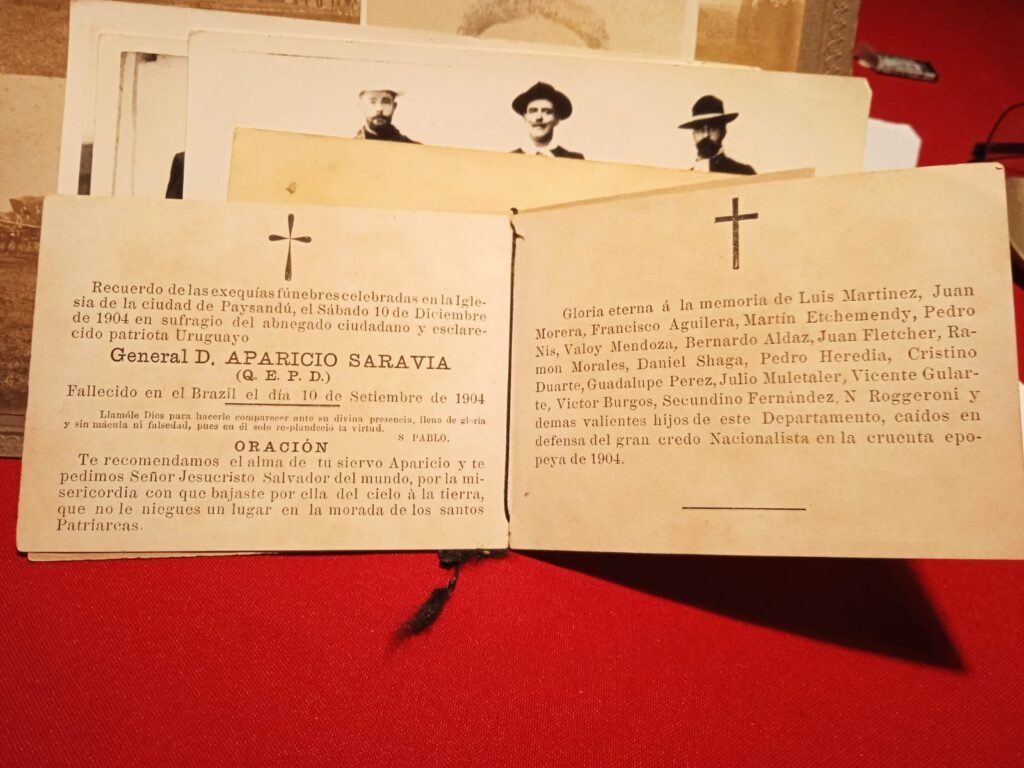 Recuerdo de las exequías fúnebres celebradas en la Igle-
sia de la ciudad de Paysandú, el Sábado 10 de Diciembre
de 1904 en sufragio del abnegado ciudadano y esclare-
cido patriota Uruguayo
General D. APARICIO SARAVIA
(Q. E. P. D.)
Fallecido en el Brazil el día 10 de Setiembre de 1904
Llamóle Dios para hacerle comparecer ante su divina presencia, lleno de gloria
y sin mácula ni falsedad, pues en él solo resplandeció la virtud.
S PABLO.
ORACIÓN
Te recomendamos el alma de tu siervo Aparicio y te
pedimos Señor Jesucristo Salvador del mundo, por la mi-
sericordia con que bajaste por ella del cielo à la tierra,
que no le niegues un lugar en la morada de los santos
Patriarcas.
Gloria eterna á la memoria de Luis Martinez, Juan
Morera, Francisco Aguilera, Martín Etchemendy, Pedro
Nis, Valoy Mendoza, Bernardo Aldaz, Juan Fletcher, Ra-
mon Morales, Daniel Shaga, Pedro Heredia, Cristino
Duarte, Guadalupe Perez, Julio Muletaler, Vicente Gular-
te, Victor Burgos, Secundino Fernández, N Roggeroni y
demas valientes hijos de este Departamento, caídos en
defensa del gran credo Nacionalista en la cruenta epo-
peya de 1904.